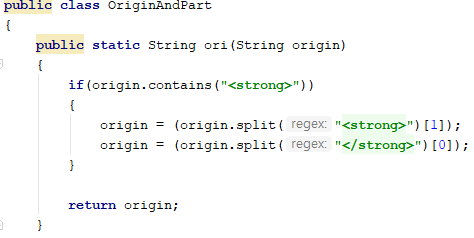 public class OriginAndPart
{
public static String ori(String origin)
{
if(origin.contains("<strong>"))
{
origin = (origin.split( regex: "<strong>")[1]);
origin = (origin.split( regex: "</strong>")[0]);
}
return origin;
}